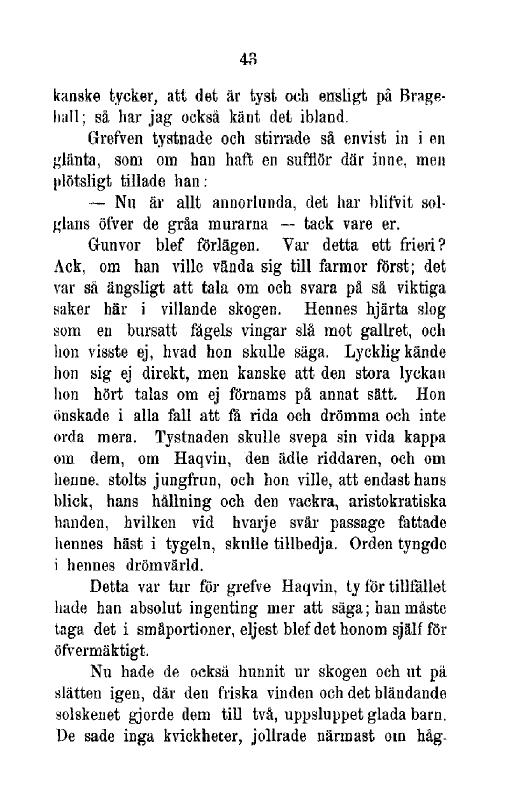 43
kanske tycker, att det är tyst och ensligt på Brage-
hall; så har jag också känt det ibland.
Grefven tystnade och stirrade så envist in i en
glänta, som om han haft en sufflör där inne, men
plötsligt tillade han:
— Nu är allt annorlunda, det har blifvit sol-
glans öfver de gråa murarna — tack vare er.
Gunvor blef förlägen. Var detta ett frieri?
Ack, om han ville vända sig till farmor först; det
var så ängsligt att tala om och svara på så viktiga
saker här i villande skogen. Hennes hjärta slog
som en bursatt fågels vingar slå mot gallret, och
hon visste ej, hvad hon skulle säga. Lycklig kände
hon sig ej direkt, men kanske att den stora lyckan
hon hört talas om ej förnams på annat sätt. Hon
önskade i alla fall att få rida och drömma och inte
orda mera. Tystnaden skulle svepa sin vida kappa
om dem, om Haqvin, den ädle riddaren, och om
henne, stolts jungfrun, och hon ville, att endast hans
blick, hans hållning och den vackra, aristokratiska
handen, hvilken vid hvarje svår passage fattade
hennes häst i tygeln, skulle tillbedja. Orden tyngde
i hennes drömvärld.
Detta var tur för grefve Haqvin, ty för tillfället
hade han absolut ingenting mer att säga; han måste
taga det i småportioner, eljest blef det honom själf för
öfvermäktigt.
Nu hade de också hunnit ur skogen och ut på
slätten igen, där den friska vinden och det bländande
solskenet gjorde dem till två, uppsluppet glada barn.
De sade inga kvickheter, jollrade närmast om håg-